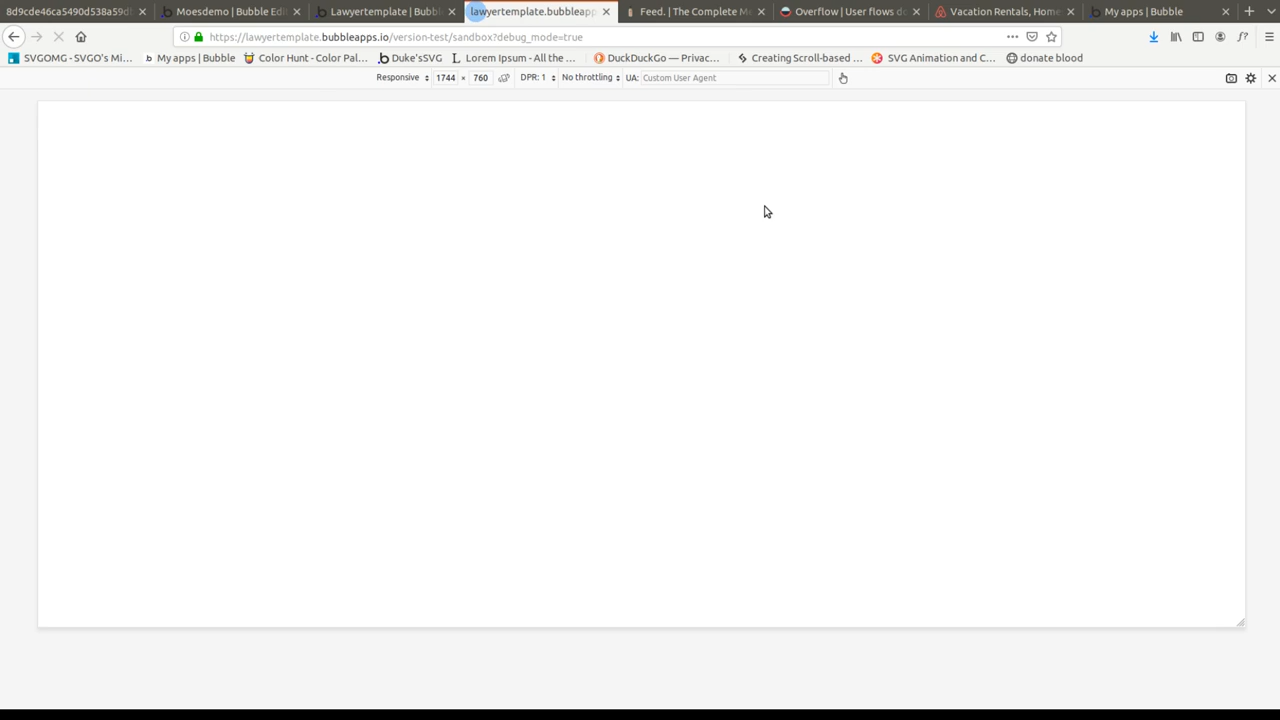 8d9cde46ca5490d538a59d
Moesdemo | Bubble Edi
Lawyertemplate | Bubbl
lawyertemplate.bubbleapp
Feed. | The Complete Me
Overflow | User flows d
Vacation Rentals, Home
My apps | Bubble
https://lawyertemplate.bubbleapps.io/version-test/sandbox?debug_mode=true
SVGOMG - SVGO's Mi…
My apps | Bubble
Color Hunt - Color Pal…
Duke'sSVG
Lorem Ipsum - All the …
DuckDuckGo — Privac…
Creating Scroll-based …
SVG Animation and C…
donate blood
Responsive 1744 × 760 DPR: 1 No throttling UA: Custom User Agent